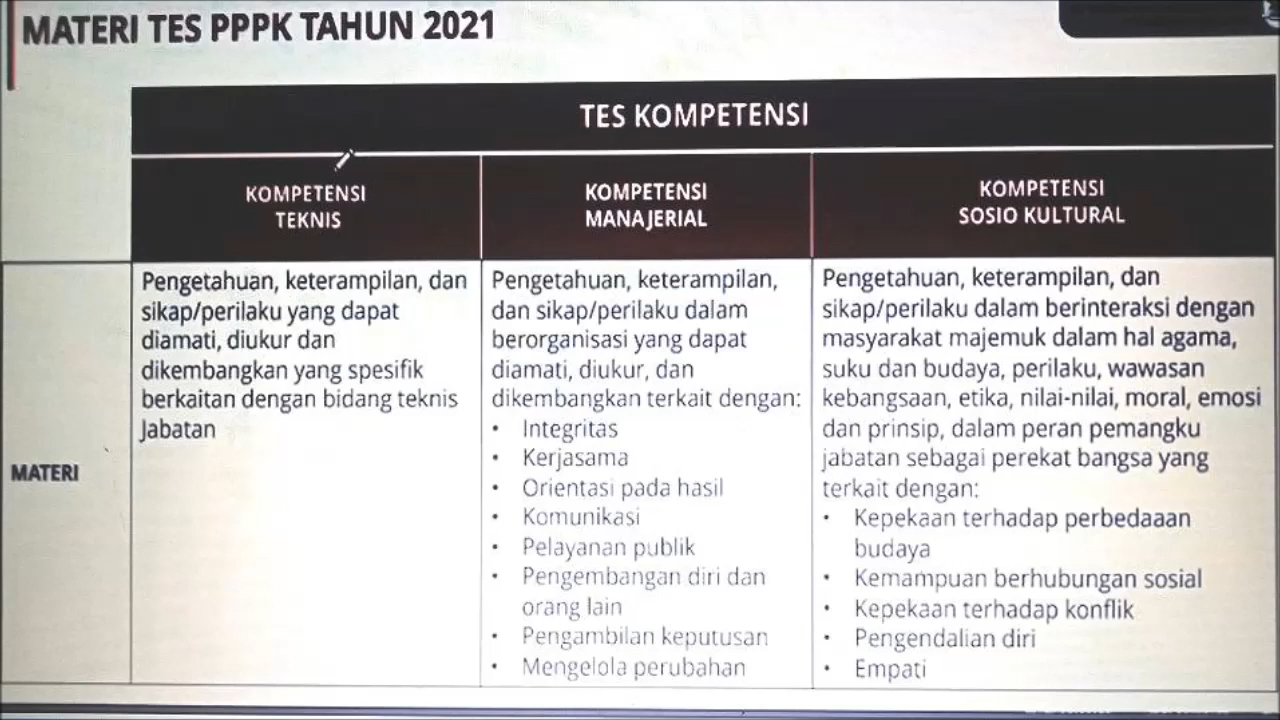 MATERI TES PPPK TAHUN 2021
TES KOMPETENSI
KOMPETENSI
TEKNIS
KOMPETENSI
MANAJERIAL
KOMPETENSI
SOSIO KULTURAL
MATERI
Pengetahuan, keterampilan, dan
sikap/perilaku yang dapat
diamati, diukur dan
dikembangkan yang spesifik
berkaitan dengan bidang teknis
Jabatan
Pengetahuan, keterampilan,
dan sikap/perilaku dalam
berorganisasi yang dapat
diamati, diukur, dan
dikembangkan terkait dengan:
• Integritas
• Kerjasama
• Orientasi pada hasil
• Komunikasi
• Pelayanan publik
• Pengembangan diri dan
orang lain
• Pengambilan keputusan
• Mengelola perubahan
Pengetahuan, keterampilan, dan
sikap/perilaku dalam berinteraksi dengan
masyarakat majemuk dalam hal agama,
suku dan budaya, perilaku, wawasan
kebangsaan, etika, nilai-nilai, moral, emosi
dan prinsip, dalam peran pemangku
jabatan sebagai perekat bangsa yang
terkait dengan:
• Kepekaan terhadap perbedaaan
budaya
• Kemampuan berhubungan sosial
• Kepekaan terhadap konflik
• Pengendalian diri
• Empati